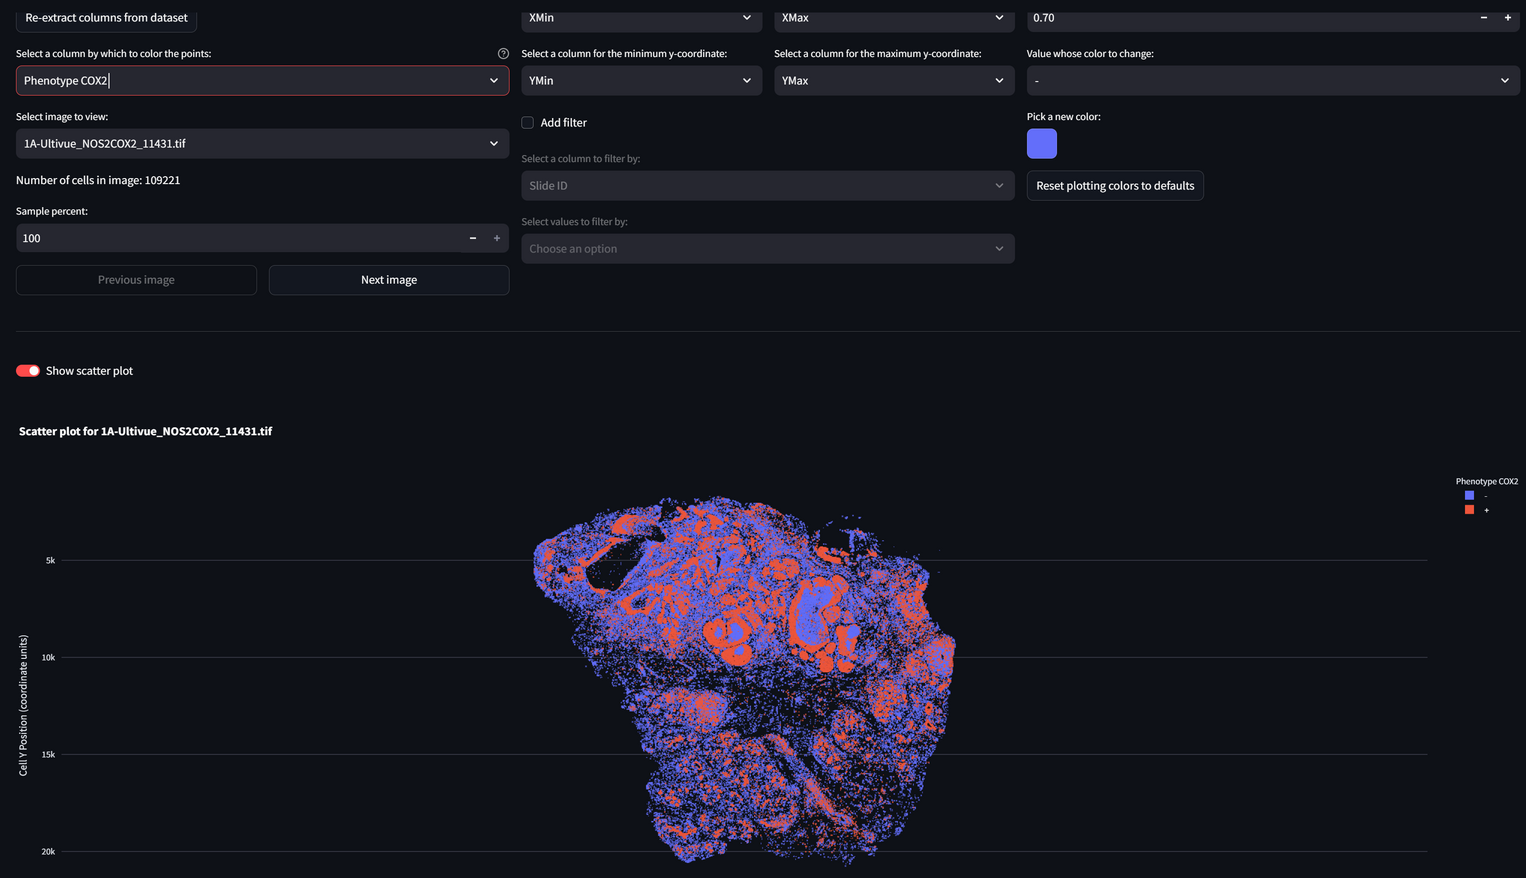 Re-extract columns from dataset
XMin
XMax
0.70
Select a column by which to color the points:
Select a column for the minimum y-coordinate:
Select a column for the maximum y-coordinate:
Value whose color to change:
Phenotype COX2
YMin
YMax
-
Select image to view:
Add filter
Pick a new color:
1A-Ultivue_NOS2COX2_11431.tif
Select a column to filter by:
Number of cells in image: 109221
Slide ID
Reset plotting colors to defaults
Sample percent:
Select values to filter by:
100
Choose an option
Previous image
Next image
Show scatter plot
Scatter plot for 1A-Ultivue_NOS2COX2_11431.tif
Phenotype COX2
-
+
5k
10k
15k
20k
Cell Y Position (coordinate units)